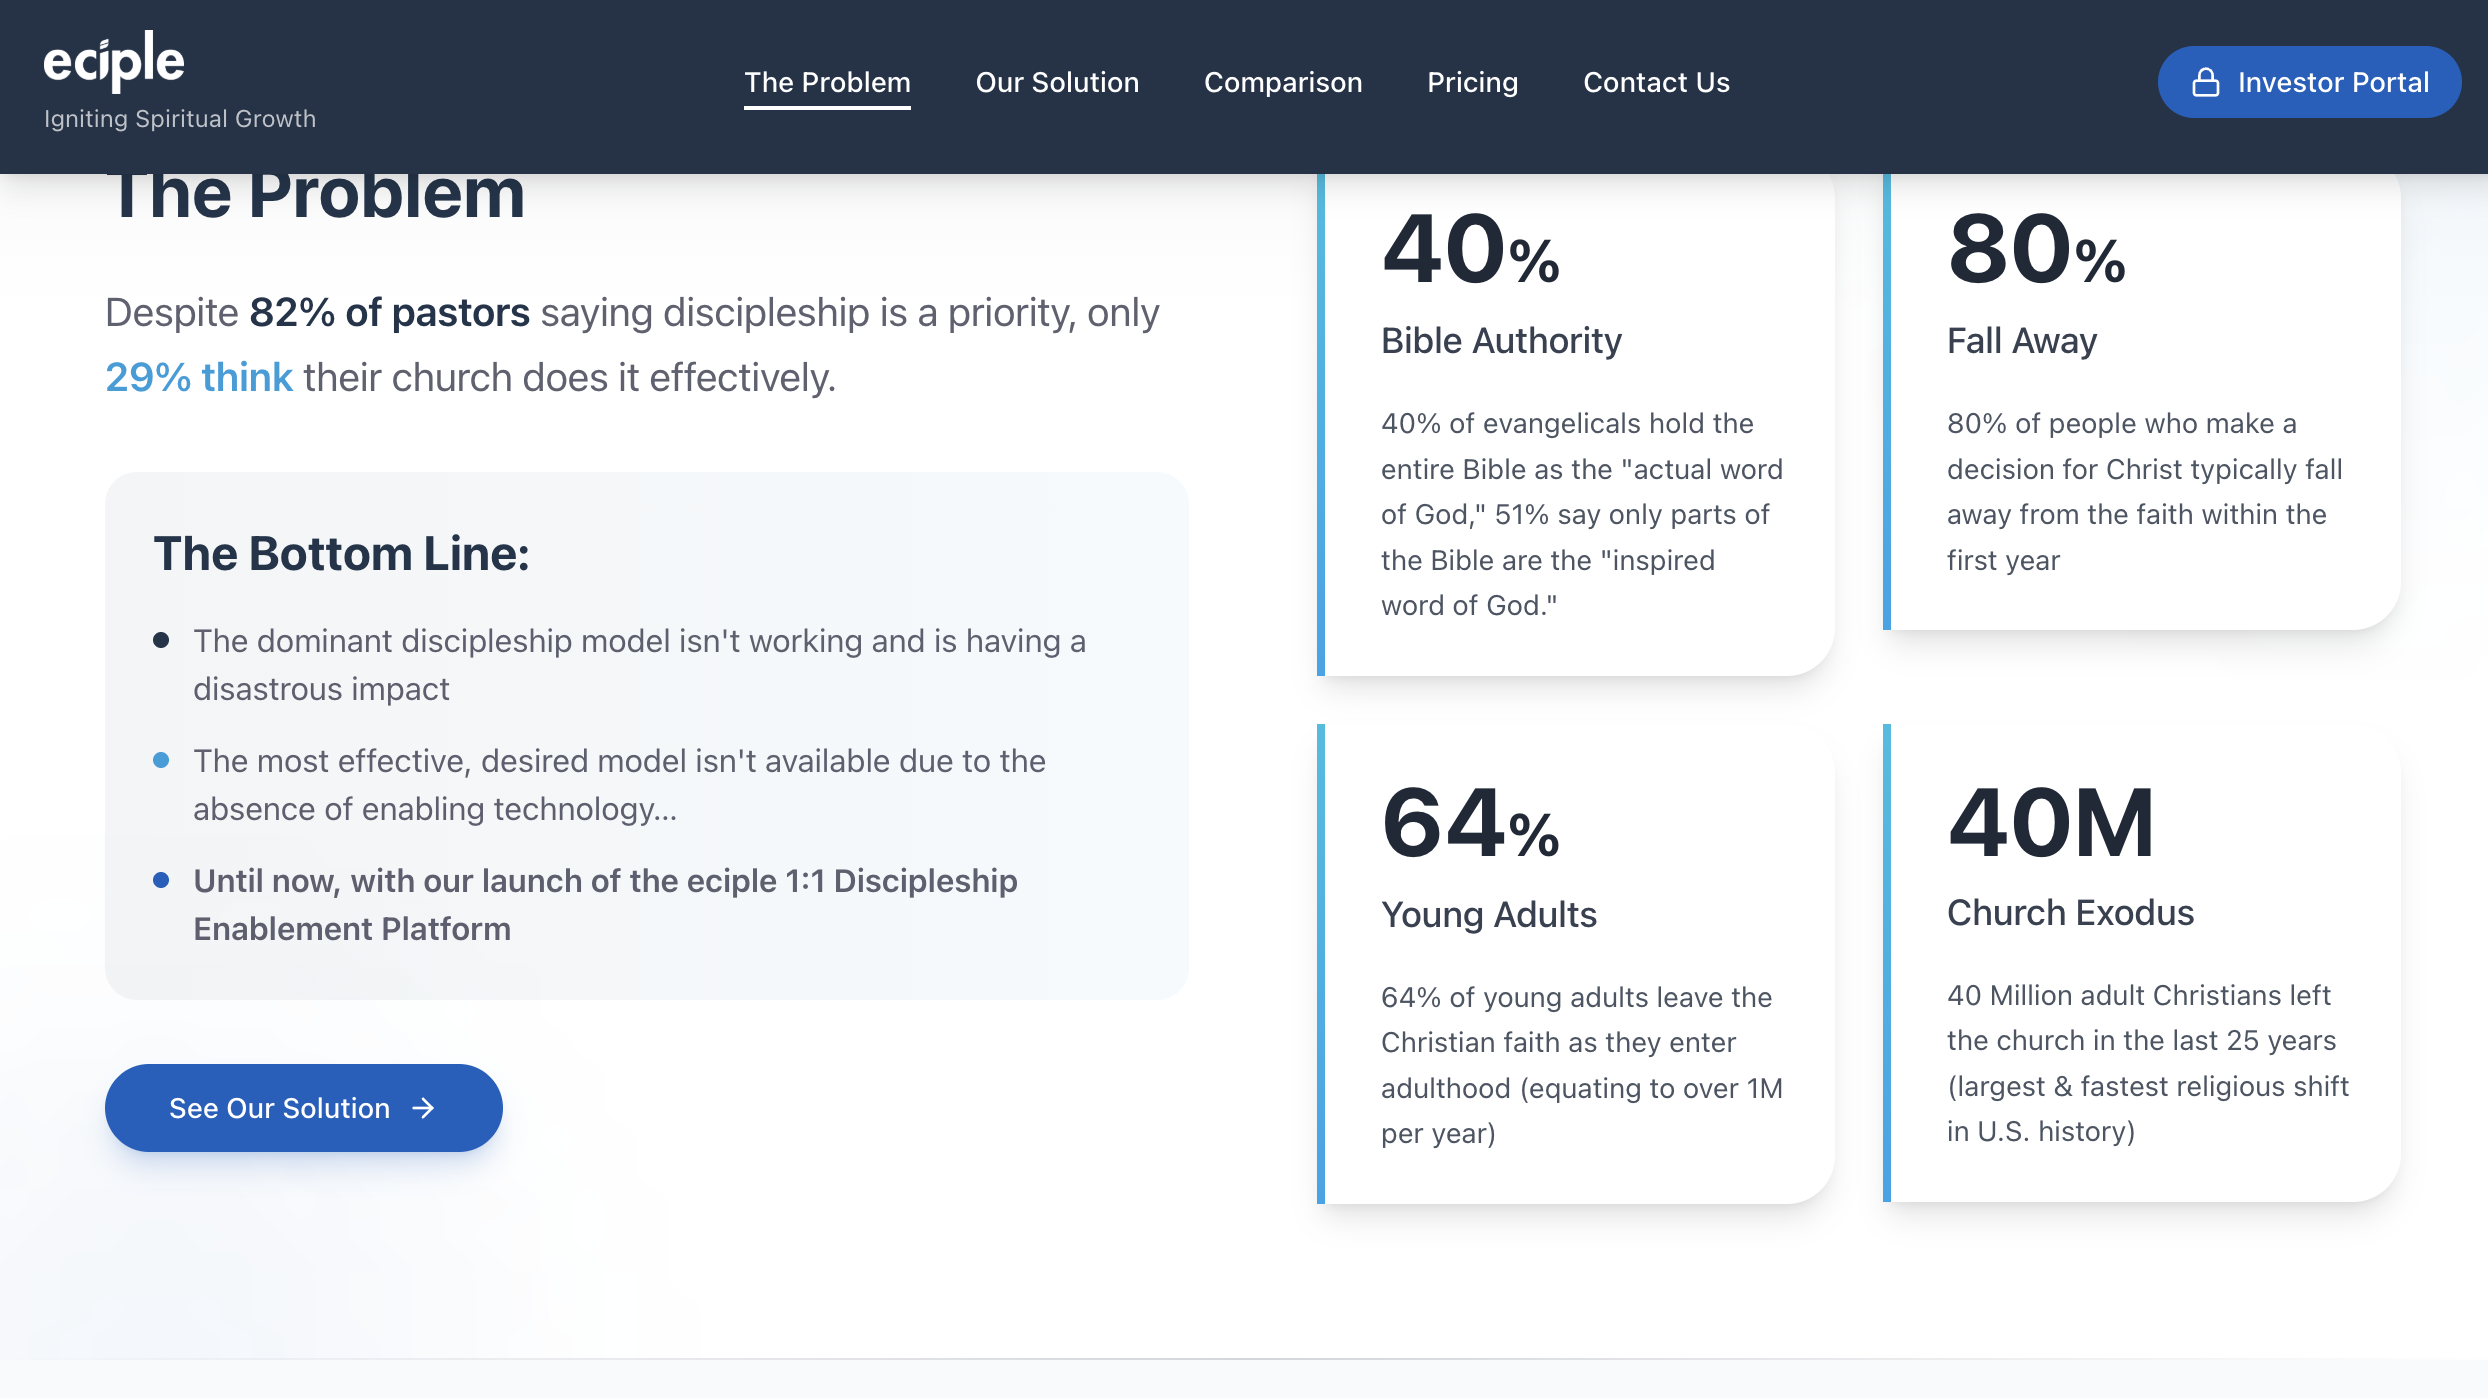 eciple
Igniting Spiritual Growth
The Problem
Our Solution
Comparison
Pricing
Contact Us
Investor Portal
The Problem
Despite 82% of pastors saying discipleship is a priority, only
29% think their church does it effectively.
The Bottom Line:
The dominant discipleship model isn't working and is having a
disastrous impact
The most effective, desired model isn't available due to the
absence of enabling technology...
Until now, with our launch of the eciple 1:1 Discipleship
Enablement Platform
See Our Solution →
40%
Bible Authority
40% of evangelicals hold the
entire Bible as the "actual word
of God," 51% say only parts of
the Bible are the "inspired
word of God."
80%
Fall Away
80% of people who make a
decision for Christ typically fall
away from the faith within the
first year
64%
Young Adults
64% of young adults leave the
Christian faith as they enter
adulthood (equating to over 1M
per year)
40M
Church Exodus
40 Million adult Christians left
the church in the last 25 years
(largest & fastest religious shift
in U.S. history)